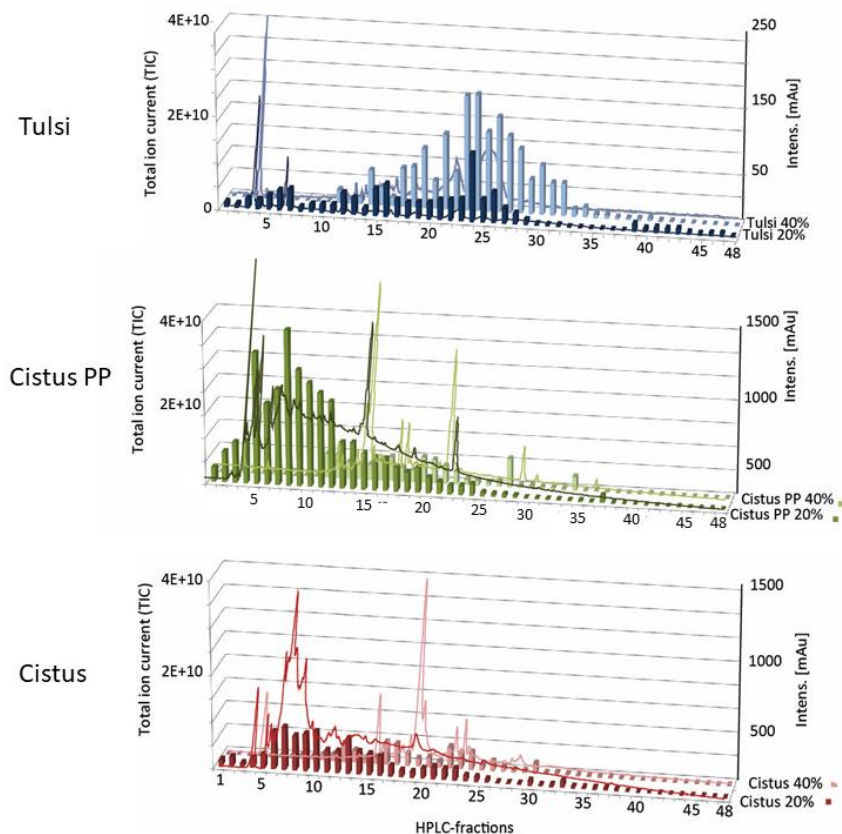 Tulsi
Total ion current (TIC)
4E+10
2E+10
0
250
150
50
Intens. [mAu]
Tulsi 40%
Tulsi 20%
5 10 15 20 25 30 35 40 45 48
Cistus PP
Total ion current (TIC)
4E+10
2E+10
1500
1000
500
Intens. [mAu]
Cistus PP 40%
Cistus PP 20%
5 10 15 20 25 30 35 40 45 48
Cistus
Total ion current (TIC)
4E+10
2E+10
1500
1000
500
Intens. [mAu]
Cistus 40%
Cistus 20%
1 5 10 15 20 25 30 35 40 45 48
HPLC-fractions